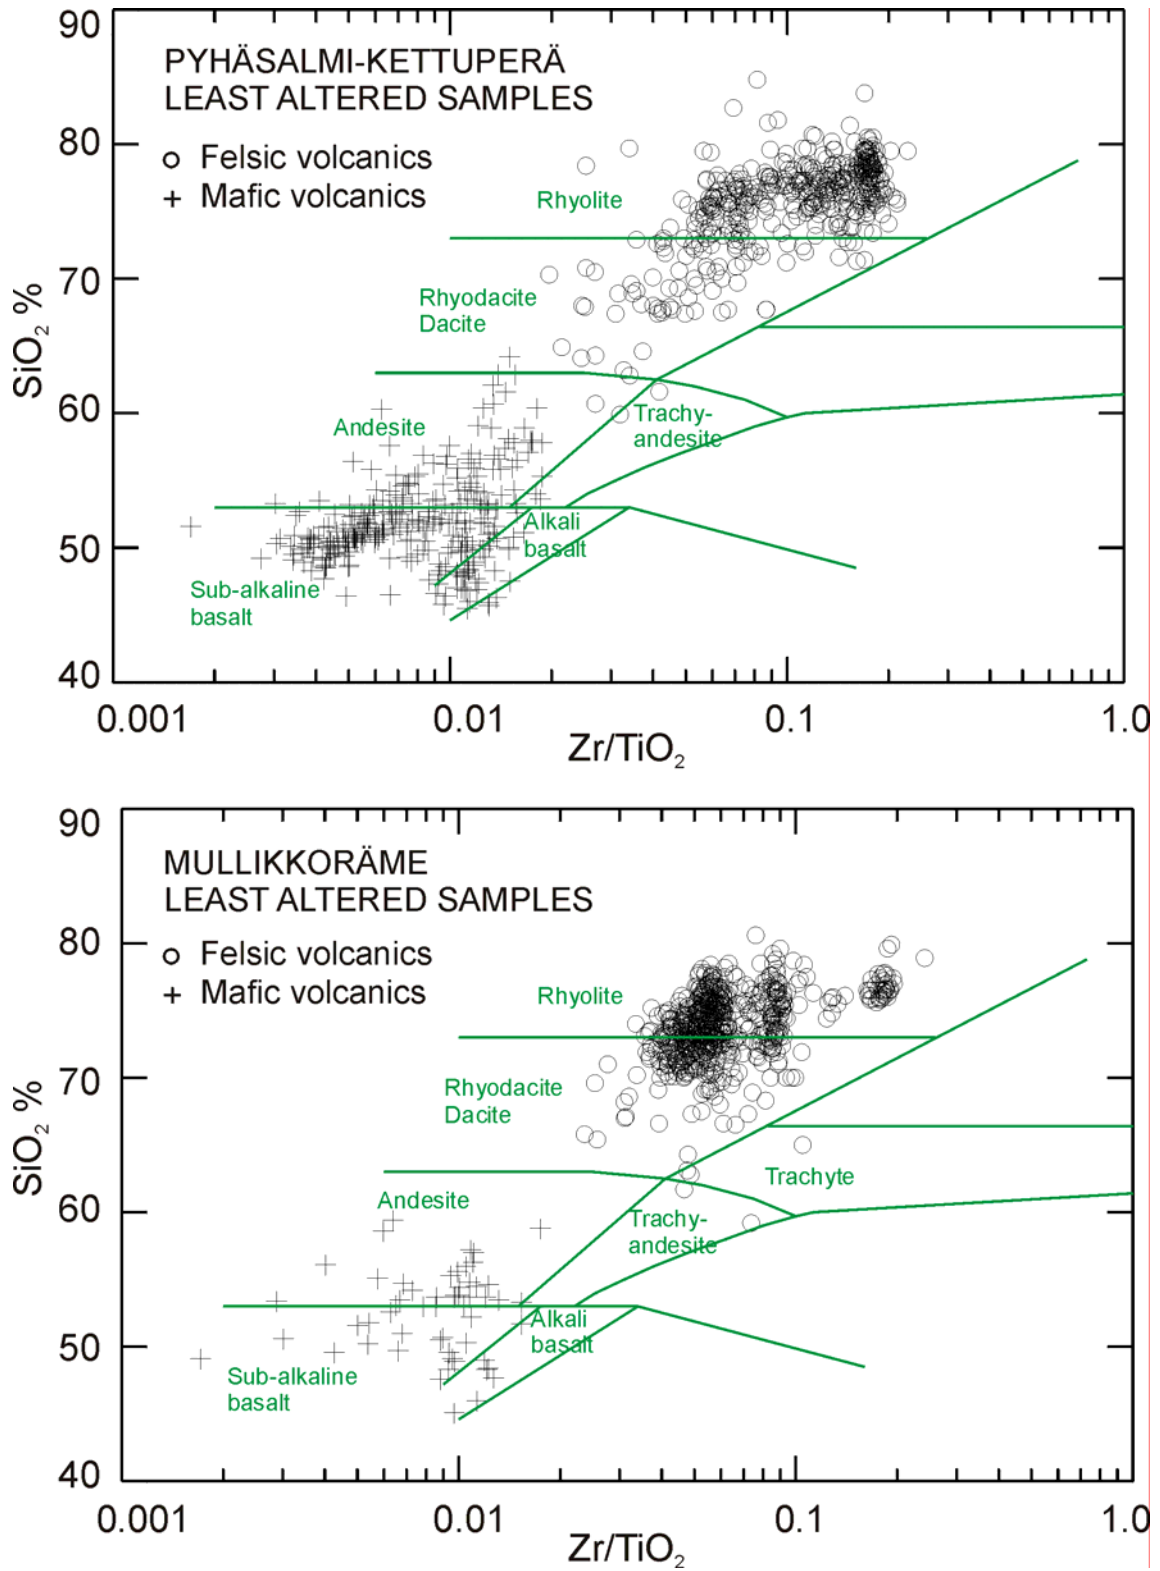 90
PYHÄSALMI-KETTUPERÄ
LEAST ALTERED SAMPLES
Felsic volcanics
Mafic volcanics
80
Rhyolite
70
Rhyodacite
Dacite
SiO₂ %
60
Andesite
Trachy-
andesite
50
Alkali
basalt
Sub-alkaline
basalt
40
0.001
0.01
0.1
1.0
Zr/TiO₂
90
MULLIKKORÄME
LEAST ALTERED SAMPLES
Felsic volcanics
Mafic volcanics
80
Rhyolite
70
Rhyodacite
Dacite
SiO₂ %
Trachyte
60
Andesite
Trachy-
andesite
50
Alkali
basalt
Sub-alkaline
basalt
40
0.001
0.01
0.1
1.0
Zr/TiO₂